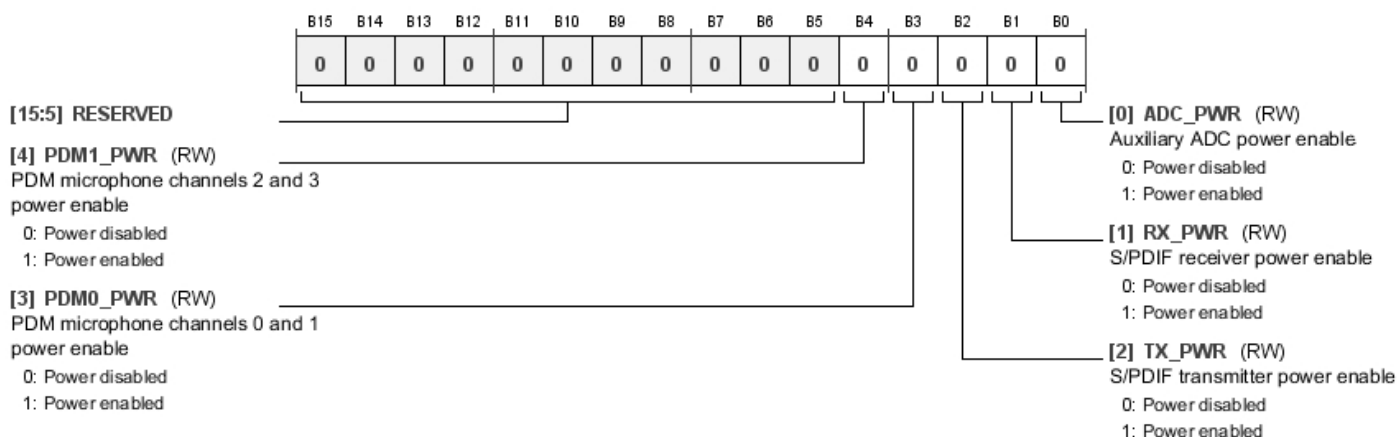 B15 B14 B13 B12 B11 B10 B9 B8 B7 B6 B5 B4 B3 B2 B1 B0
0 0 0 0 0 0 0 0 0 0 0 0 0 0 0 0
[15:5] RESERVED
[4] PDM1_PWR (RW)
PDM microphone channels 2 and 3
power enable
0: Power disabled
1: Power enabled
[3] PDM0_PWR (RW)
PDM microphone channels 0 and 1
power enable
0: Power disabled
1: Power enabled
[0] ADC_PWR (RW)
Auxiliary ADC power enable
0: Power disabled
1: Power enabled
[1] RX_PWR (RW)
S/PDIF receiver power enable
0: Power disabled
1: Power enabled
[2] TX_PWR (RW)
S/PDIF transmitter power enable
0: Power disabled
1: Power enabled